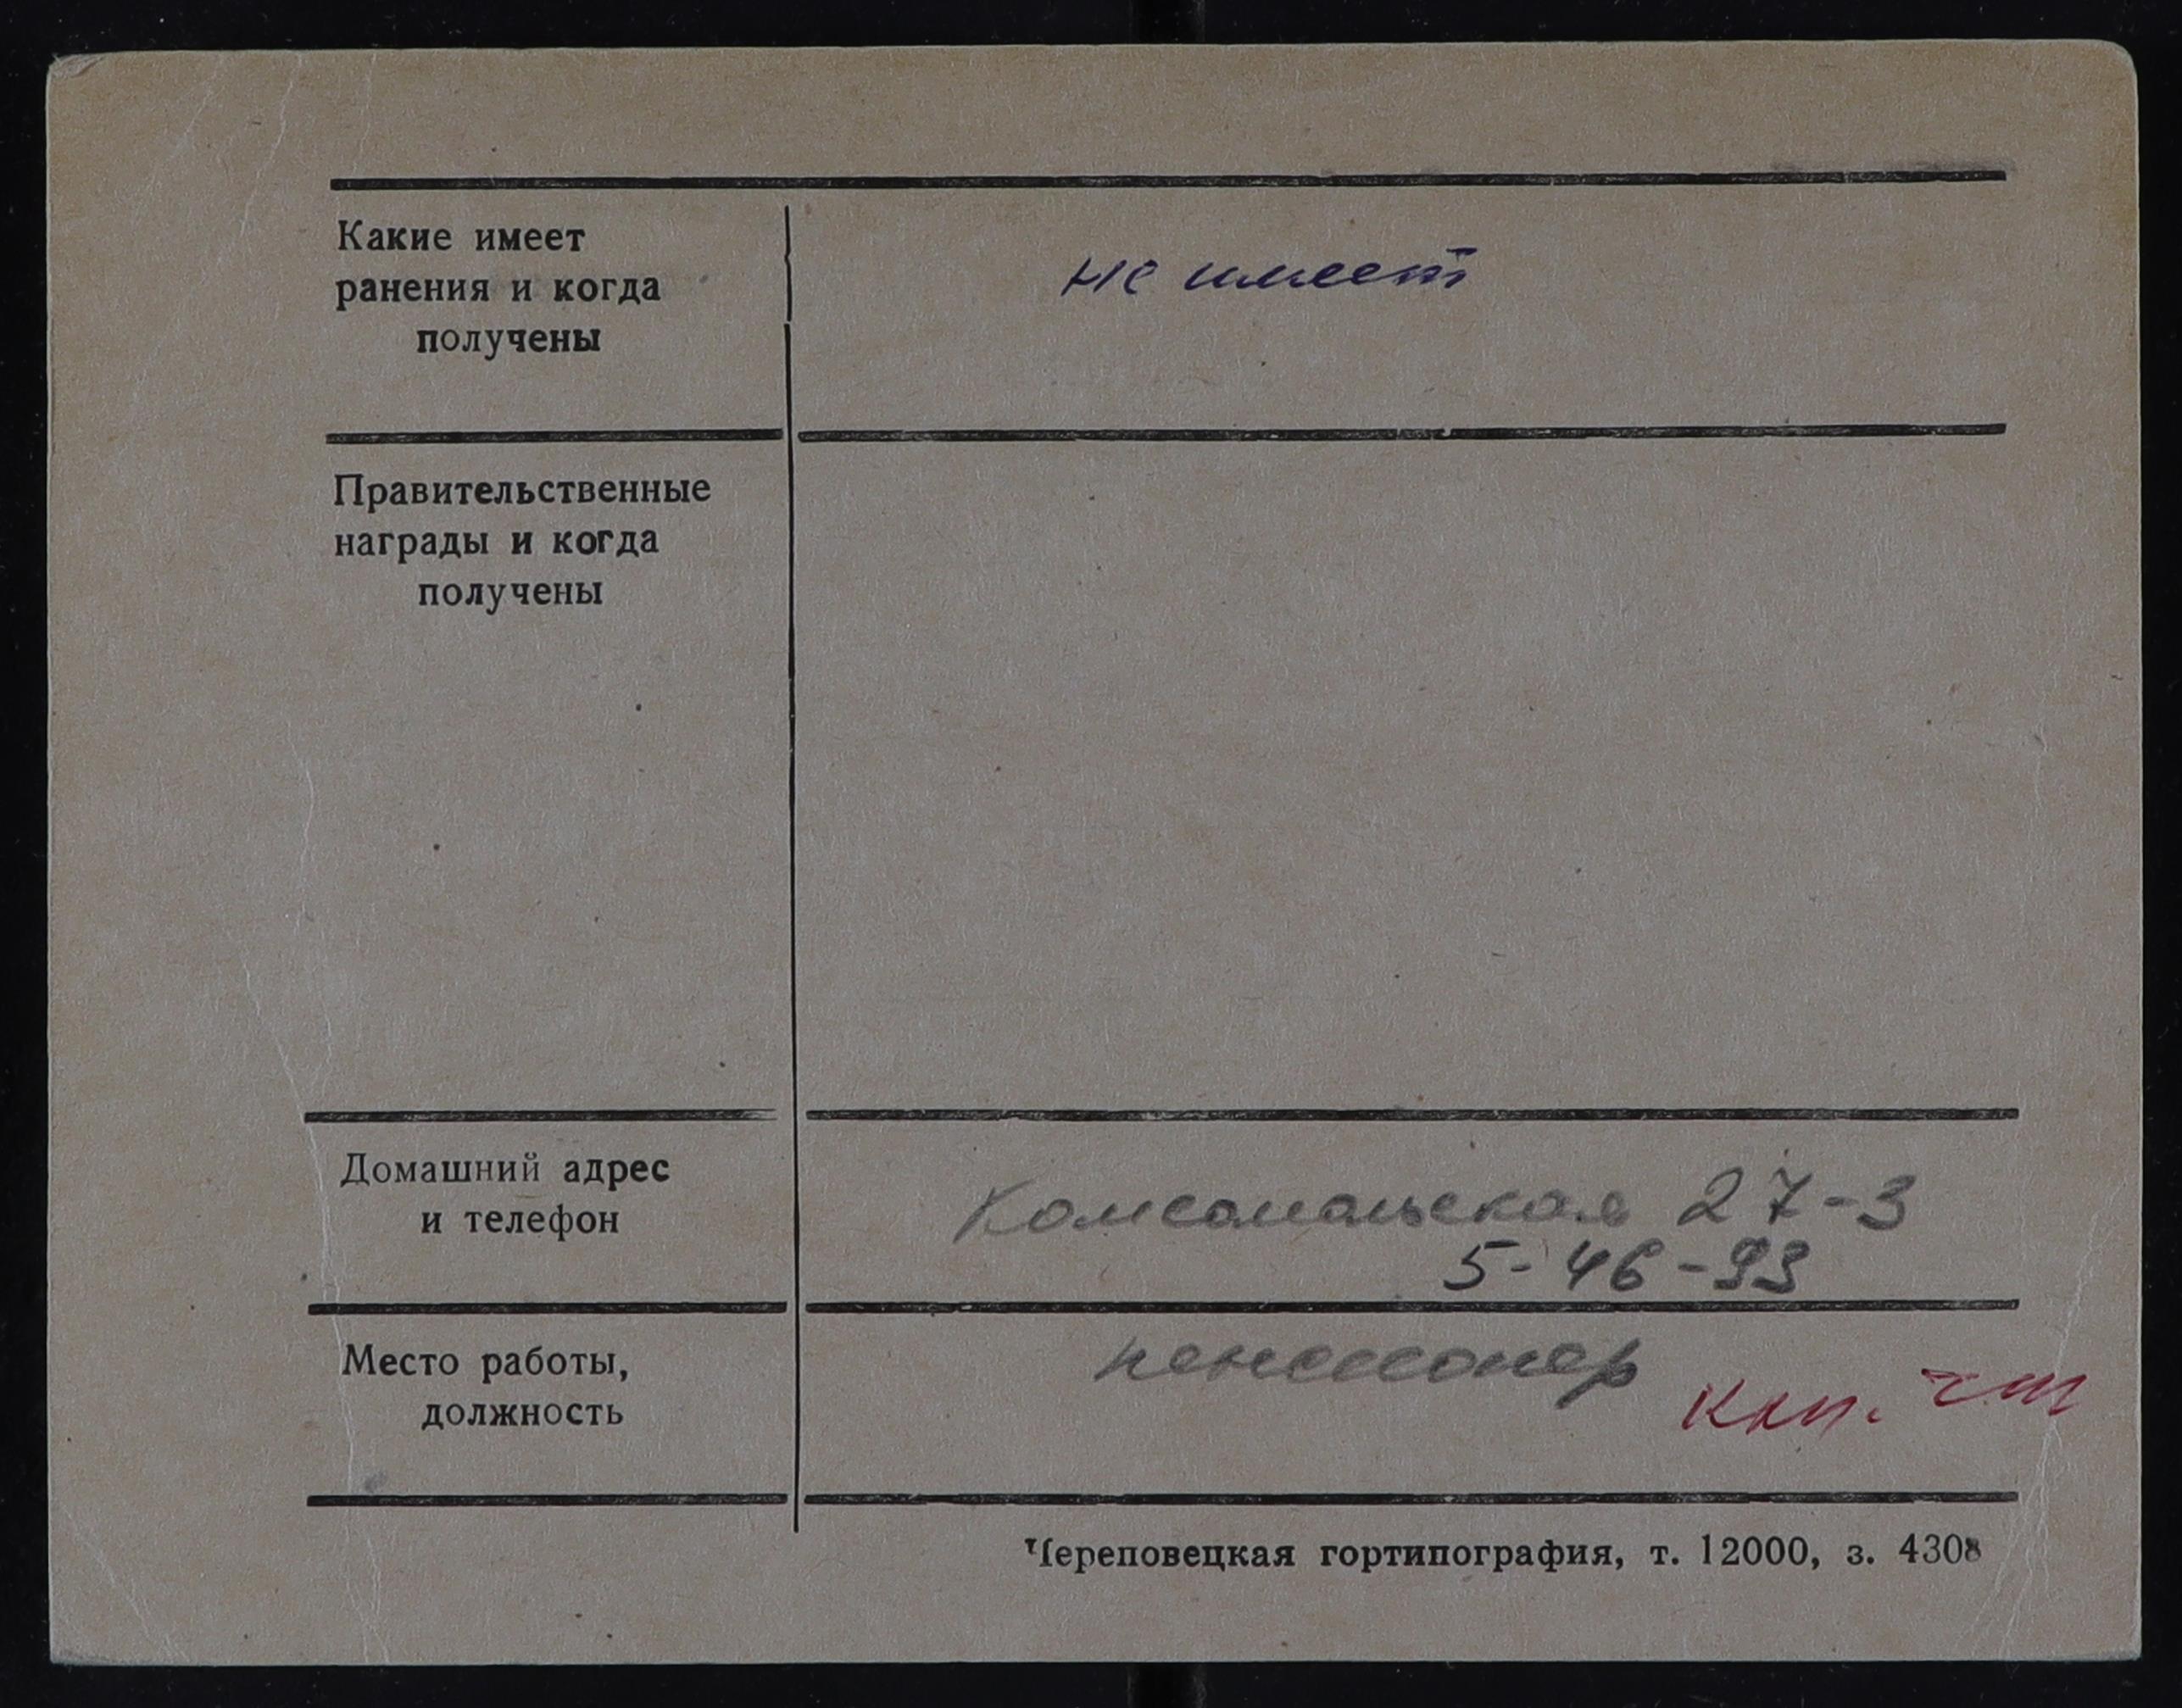 Какие имеет
ранения и когда
получены
не имеет
Правительственные
награды и когда
получены
Домашний адрес
и телефон
Комсомольская 27-3
5-46-93
Место работы,
должность
пенсионер
Череповецкая гортипография, т. 12000, з. 4308